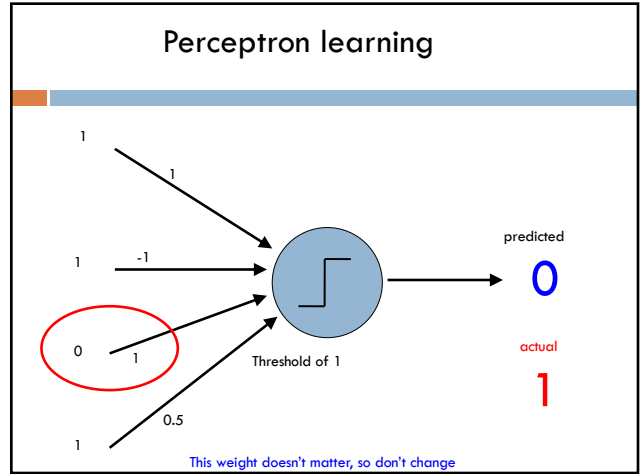 Perceptron learning
1
1
1
-1
predicted
0
0
1
Threshold of 1
actual
1
0.5
1
This weight doesn't matter, so don't change